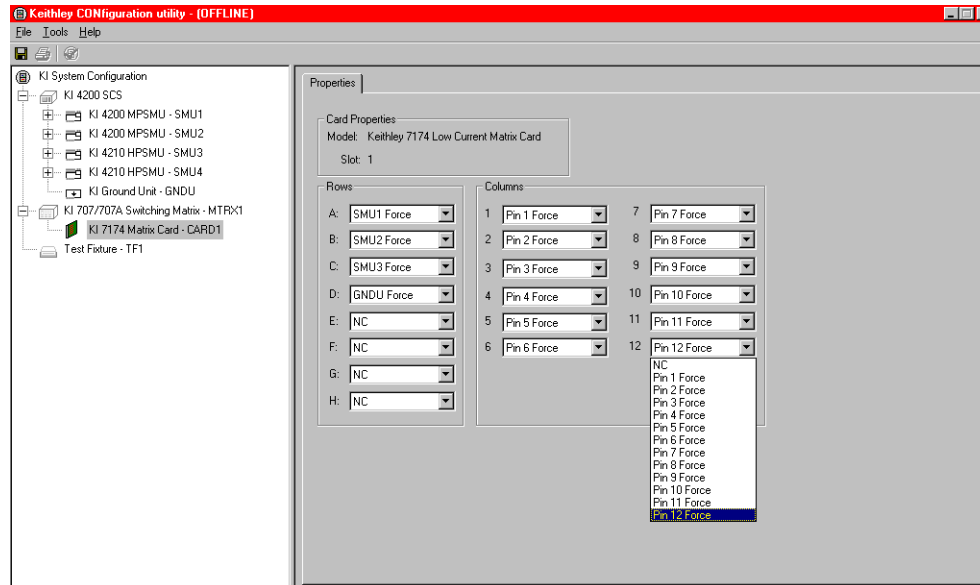 Keithley CONfiguration utility - (OFFLINE)
File Tools Help
KI System Configuration
KI 4200 SCS
KI 4200 MPSMU - SMU1
KI 4200 MPSMU - SMU2
KI 4210 HPSMU - SMU3
KI 4210 HPSMU - SMU4
KI Ground Unit - GNDU
KI 707/707A Switching Matrix - MTRX1
KI 7174 Matrix Card - CARD1
Test Fixture - TF1
Properties
Card Properties
Model: Keithley 7174 Low Current Matrix Card
Slot: 1
Rows
A: SMU1 Force
B: SMU2 Force
C: SMU3 Force
D: GNDU Force
E: NC
F: NC
G: NC
H: NC
Columns
1 Pin 1 Force
2 Pin 2 Force
3 Pin 3 Force
4 Pin 4 Force
5 Pin 5 Force
6 Pin 6 Force
7 Pin 7 Force
8 Pin 8 Force
9 Pin 9 Force
10 Pin 10 Force
11 Pin 11 Force
12 Pin 12 Force
NC
Pin 1 Force
Pin 2 Force
Pin 3 Force
Pin 4 Force
Pin 5 Force
Pin 6 Force
Pin 7 Force
Pin 8 Force
Pin 9 Force
Pin 10 Force
Pin 11 Force
Pin 12 Force